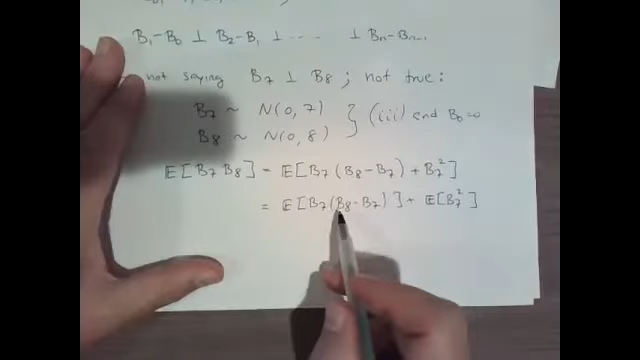 B₁-B₀ ⊥ B₂-B₁ ⊥ ---- ⊥ Bn-Bn-1
not saying B₇ ⊥ B₈ ; not true:
B₇ ~ N(0,7) } (iii) and B₀=0
B₈ ~ N(0,8)
E[B₇B₈] = E[B₇(B₈-B₇)+B₇²]
= E[B₇(B₈-B₇)] + E[B₇²]